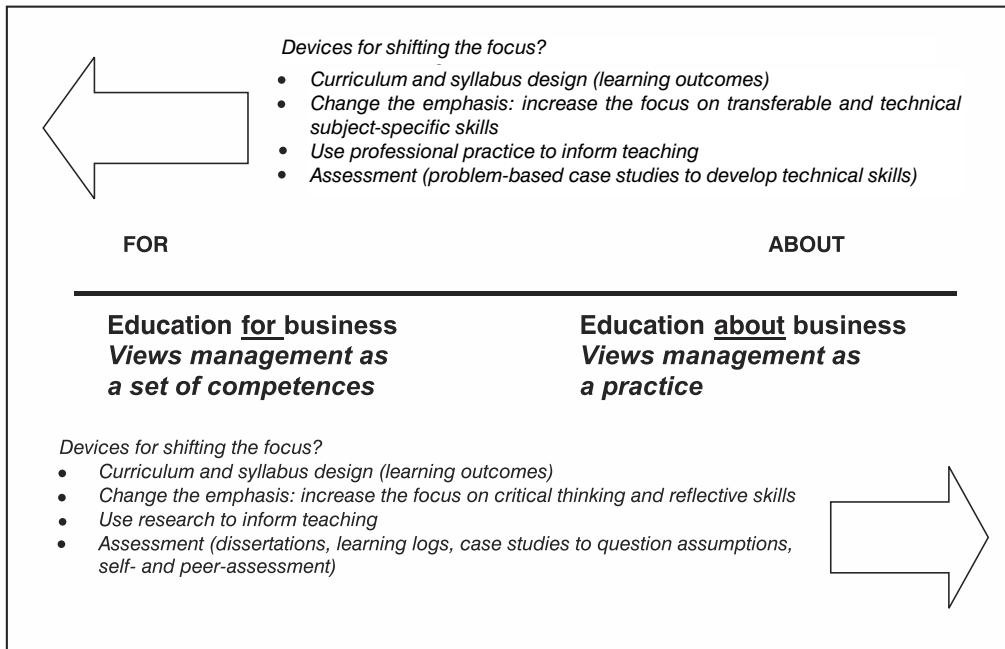 Devices for shifting the focus?
• Curriculum and syllabus design (learning outcomes)
• Change the emphasis: increase the focus on transferable and technical
subject-specific skills
• Use professional practice to inform teaching
• Assessment (problem-based case studies to develop technical skills)
FOR ABOUT
Education for business
Views management as
a set of competences
Education about business
Views management as
a practice
Devices for shifting the focus?
• Curriculum and syllabus design (learning outcomes)
• Change the emphasis: increase the focus on critical thinking and reflective skills
• Use research to inform teaching
• Assessment (dissertations, learning logs, case studies to question assumptions,
self- and peer-assessment)